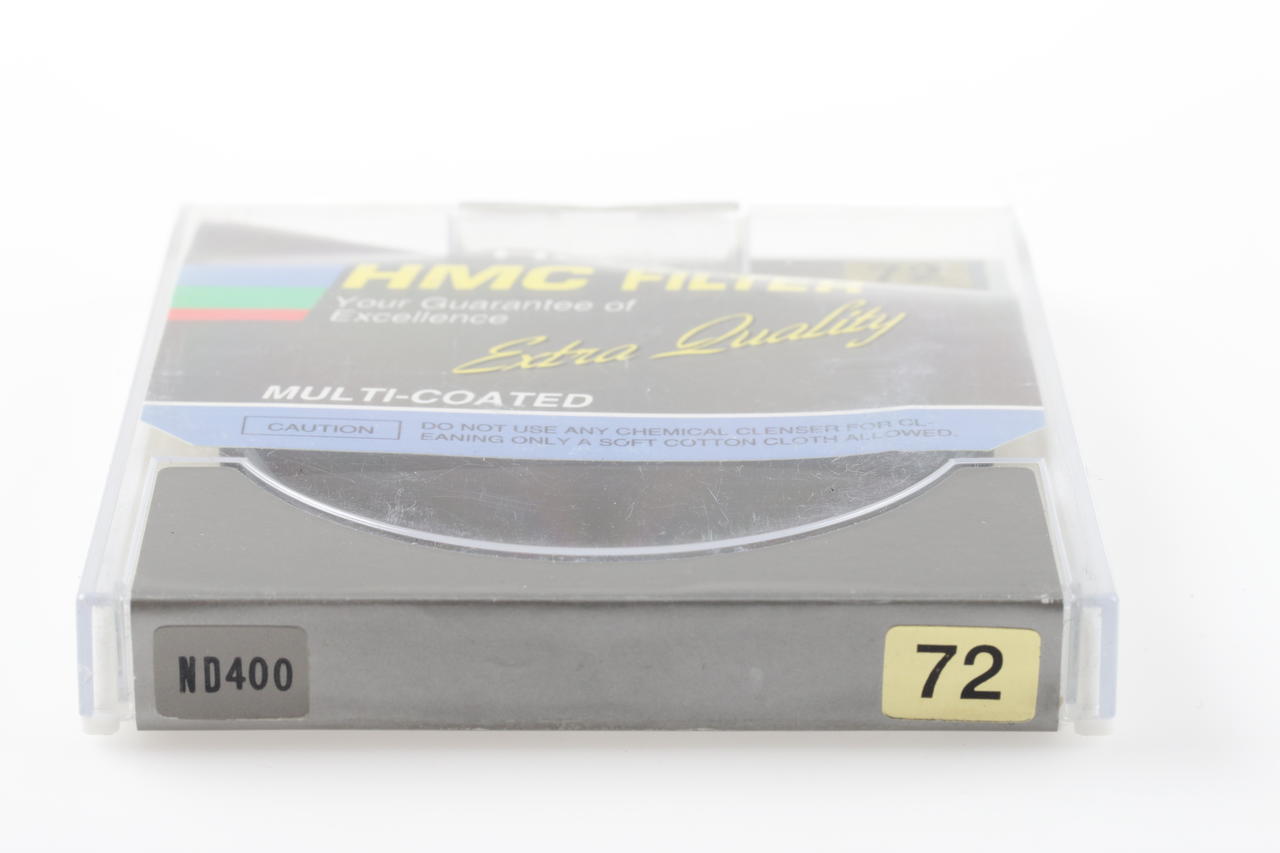 72
HMC FILTER
Your Guarantee of
Excellence
Extra Quality
MULTI-COATED
CAUTION
DO NOT USE ANY CHEMICAL CLENSER FOR CL-
EANING ONLY A SOFT COTTON CLOTH ALLOWED.
ND400
72